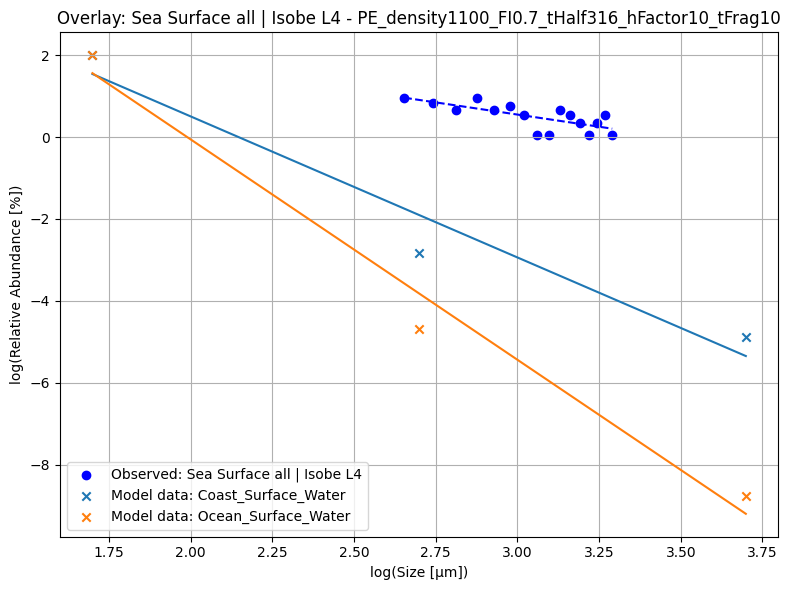 Overlay: Sea Surface all | Isobe L4 - PE_density1100_FI0.7_tHalf316_hFactor10_tFrag10
log(Relative Abundance [%])
2
0
−2
−4
−6
−8
Observed: Sea Surface all | Isobe L4
Model data: Coast_Surface_Water
Model data: Ocean_Surface_Water
1.75 2.00 2.25 2.50 2.75 3.00 3.25 3.50 3.75
log(Size [µm])